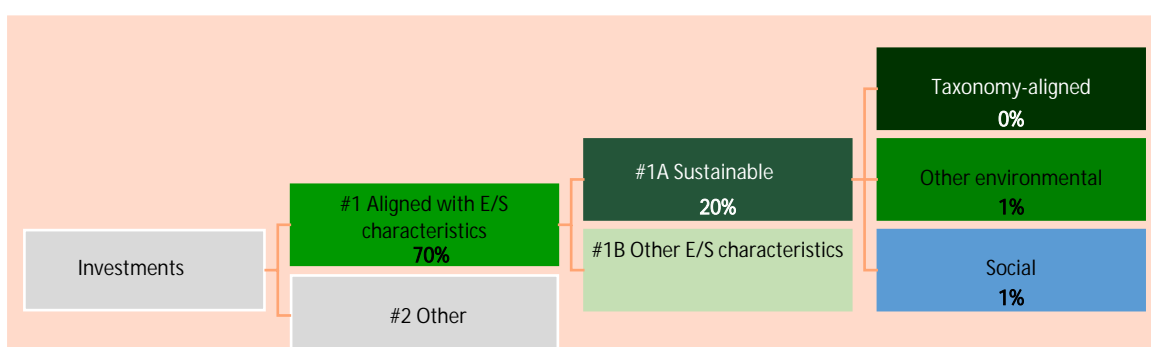 Investments
#1 Aligned with E/S
characteristics
70%
#2 Other
#1A Sustainable
20%
#1B Other E/S characteristics
Taxonomy-aligned
0%
Other environmental
1%
Social
1%